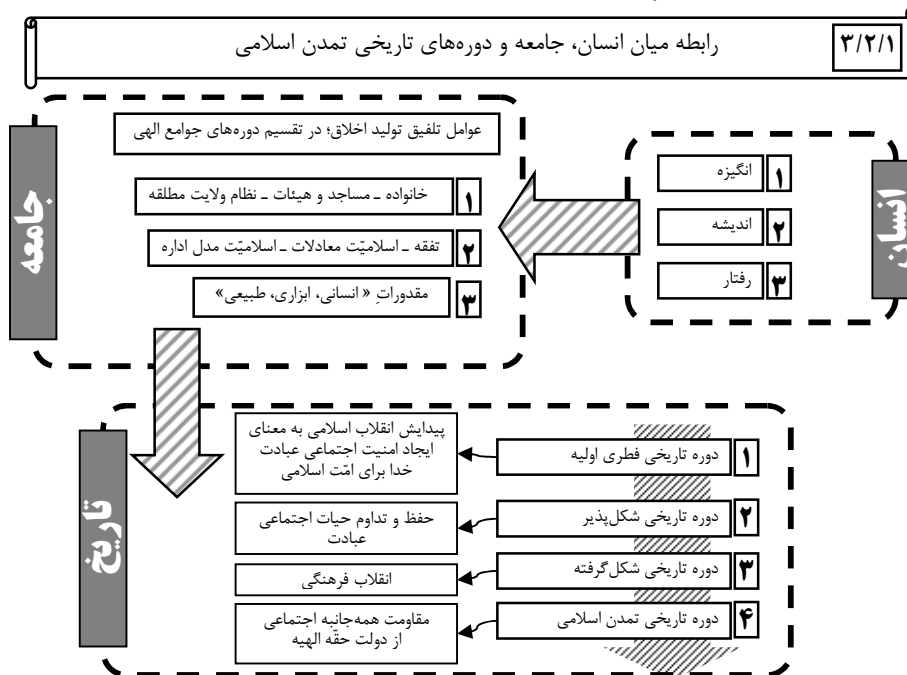 ۳/۲/۱
رابطه میان انسان، جامعه و دوره‌های تاریخی تمدن اسلامی
انسان
۱ انگیزه
۲ اندیشه
۳ رفتار
جامعه
عوامل تلفیق تولید اخلاق؛ در تقسیم دوره‌های جوامع الهی
۱ خانواده ـ مساجد و هیئات ـ نظام ولایت مطلقه
۲ تفقه ـ اسلامیّت معادلات ـ اسلامیّت مدل اداره
۳ مقدوراتِ « انسانی، ابزاری، طبیعی»
تاریخ
۱ دوره تاریخی فطری اولیه
پیدایش انقلاب اسلامی به معنای
ایجاد امنیت اجتماعی عبادت
خدا برای امّت اسلامی
۲ دوره تاریخی شکل‌پذیر
حفظ و تداوم حیات اجتماعی
عبادت
۳ دوره تاریخی شکل‌گرفته
انقلاب فرهنگی
۴ دوره تاریخی تمدن اسلامی
مقاومت همه‌جانبه اجتماعی
از دولت حقّه الهیه